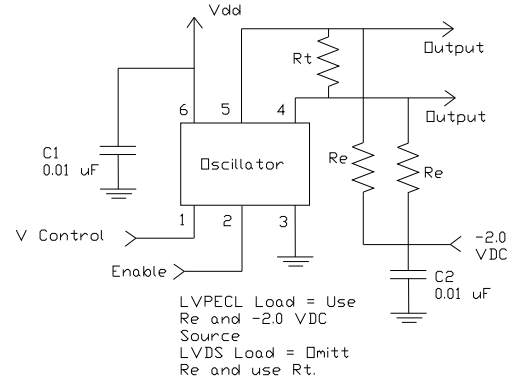 Vdd
Output
Rt
6
5
4
Output
C1
0.01 uF
Oscillator
Re
Re
1
2
3
V Control
-2.0
VDC
Enable
C2
0.01 uF
LVPECL Load = Use
Re and -2.0 VDC
Source
LVDS Load = Omitt
Re and use Rt.